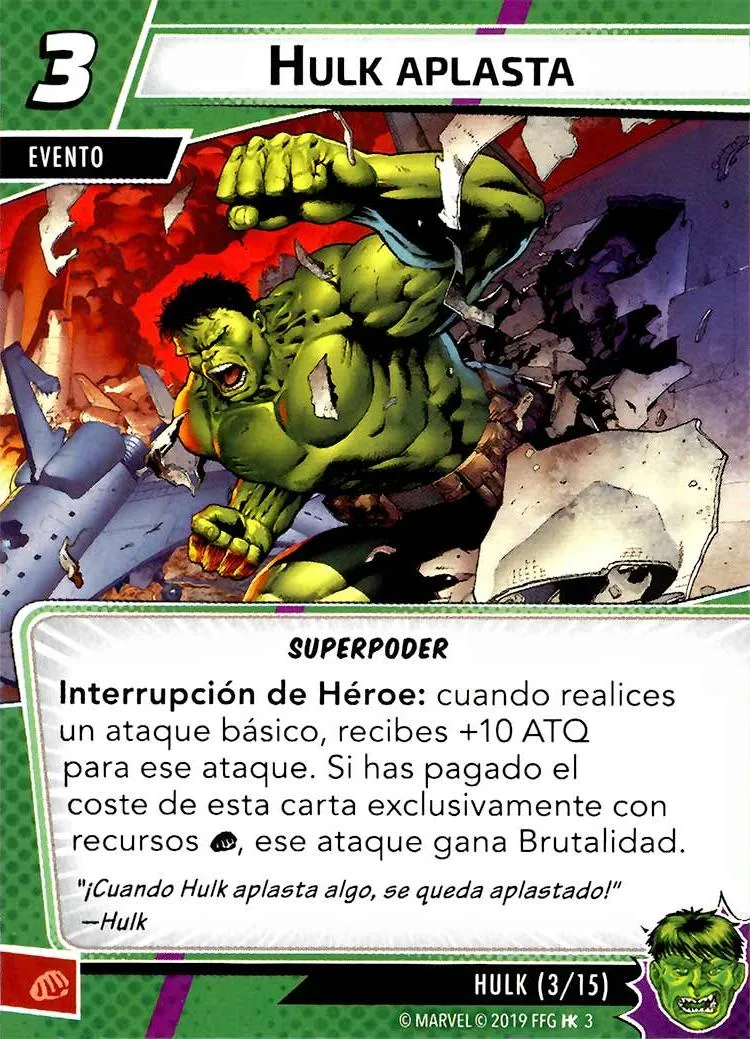 3
HULK APLASTA
EVENTO
SUPERPODER
Interrupción de Héroe: cuando realices
un ataque básico, recibes +10 ATQ
para ese ataque. Si has pagado el
coste de esta carta exclusivamente con
recursos , ese ataque gana Brutalidad.
"¡Cuando Hulk aplasta algo, se queda aplastado!"
—Hulk
HULK (3/15)
© MARVEL © 2019 FFG HK 3